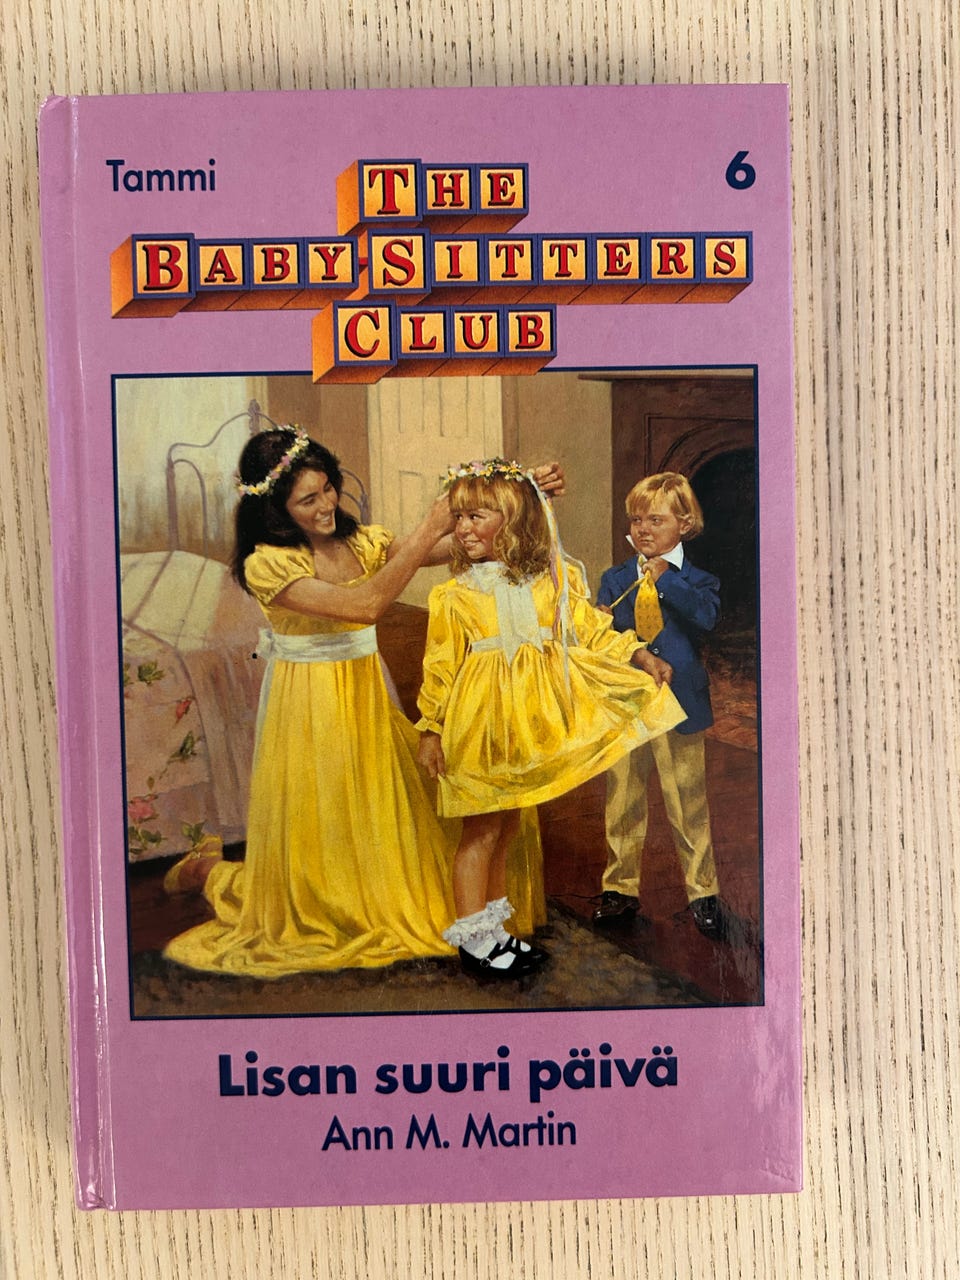 Tammi
6
THE
BABY SITTERS
CLUB
Lisan suuri päivä
Ann M. Martin